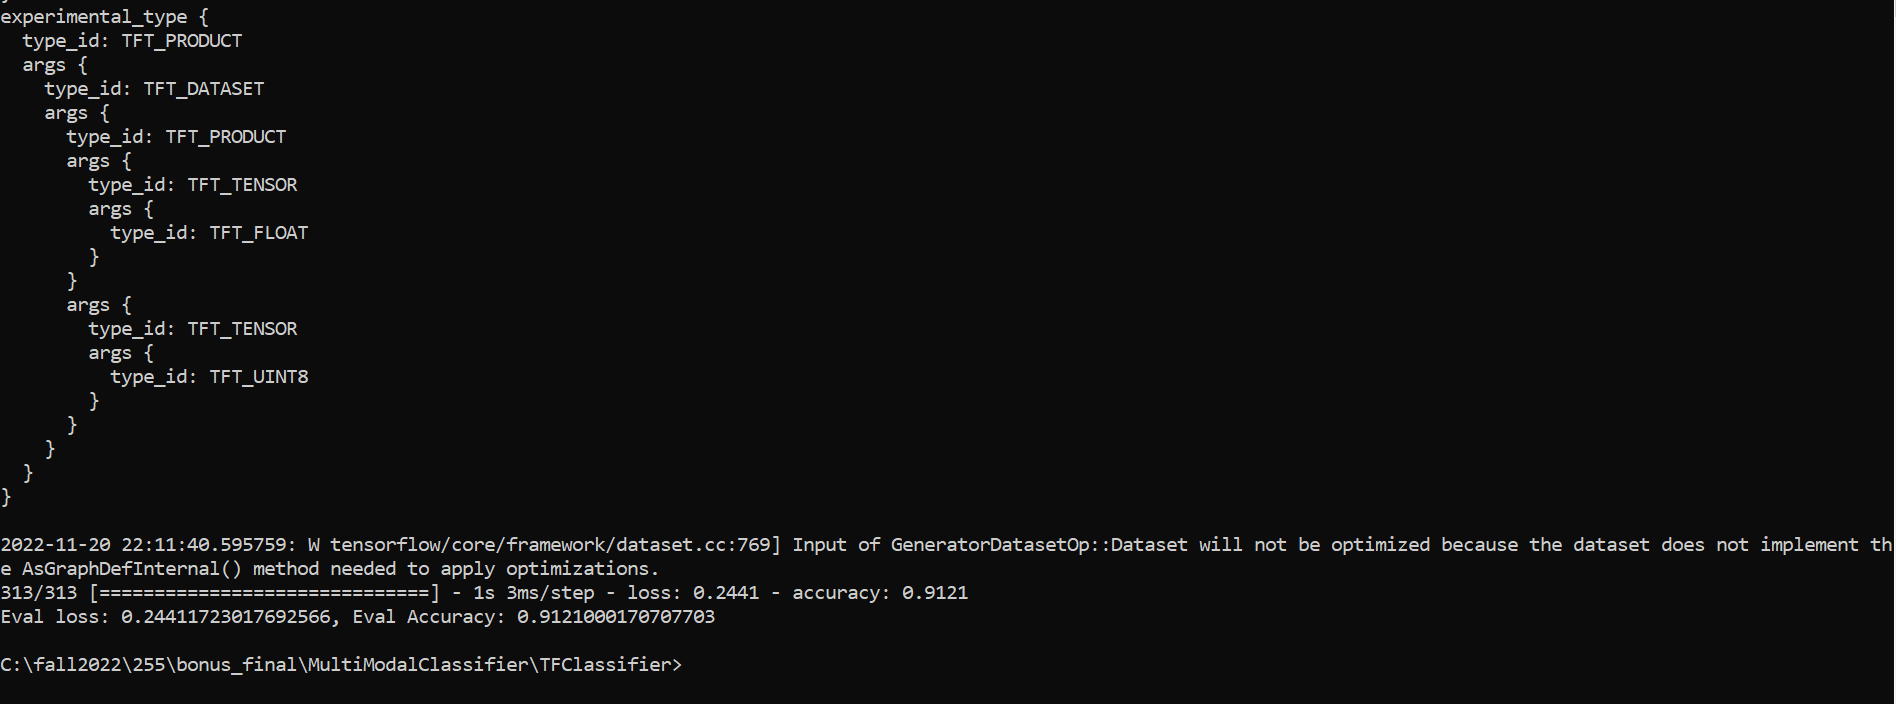 experimental_type {
  type_id: TFT_PRODUCT
  args {
    type_id: TFT_DATASET
    args {
      type_id: TFT_PRODUCT
      args {
        type_id: TFT_TENSOR
        args {
          type_id: TFT_FLOAT
        }
      }
      args {
        type_id: TFT_TENSOR
        args {
          type_id: TFT_UINT8
        }
      }
    }
  }
}

2022-11-20 22:11:40.595759: W tensorflow/core/framework/dataset.cc:769] Input of GeneratorDatasetOp::Dataset will not be optimized because the dataset does not implement th
e AsGraphDefInternal() method needed to apply optimizations.
313/313 [==============================] - 1s 3ms/step - loss: 0.2441 - accuracy: 0.9121
Eval loss: 0.24411723017692566, Eval Accuracy: 0.9121000170707703

C:\fall2022\255\bonus_final\MultiModalClassifier\TFClassifier>